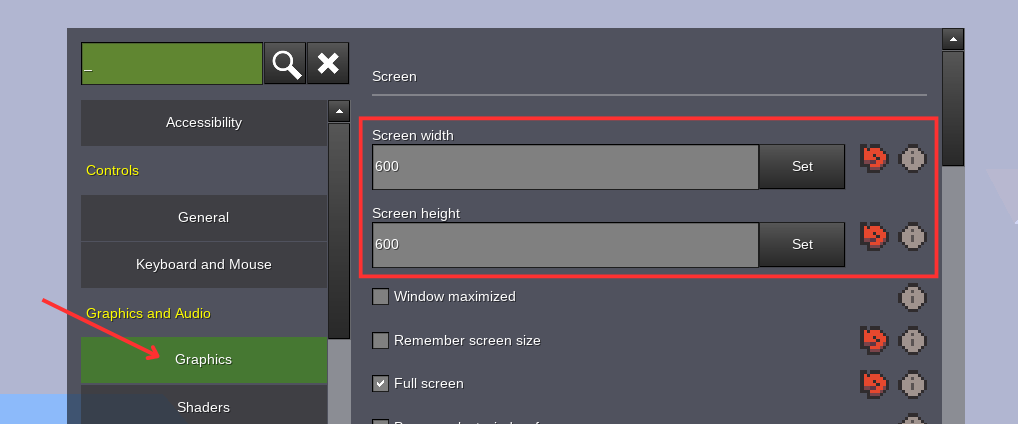 _
Accessibility
Controls
General
Keyboard and Mouse
Graphics and Audio
Graphics
Shaders
Screen
Screen width
600
Set
Screen height
600
Set
Window maximized
Remember screen size
Full screen